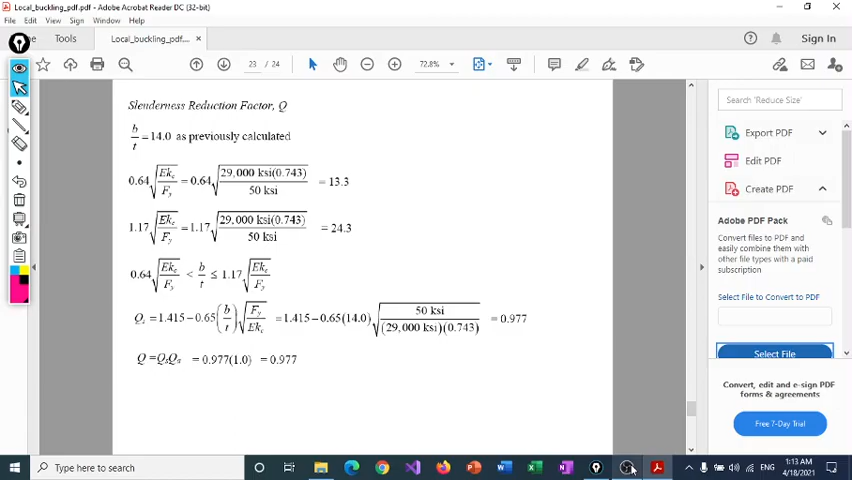 Local_buckling_pdf.pdf - Adobe Acrobat Reader DC (32-bit)
File Edit View Sign Window Help
Tools Local_buckling_pdf.... × Sign In
23 / 24 72.8%
Slenderness Reduction Factor, Q
b/t = 14.0 as previously calculated
0.64√(Ek_c/F_y) = 0.64√(29,000 ksi(0.743)/50 ksi) = 13.3
1.17√(Ek_c/F_y) = 1.17√(29,000 ksi(0.743)/50 ksi) = 24.3
0.64√(Ek_c/F_y) < b/t ≤ 1.17√(Ek_c/F_y)
Q_s = 1.415 − 0.65(b/t)√(F_y/Ek_c) = 1.415 − 0.65(14.0)√(50 ksi/(29,000 ksi)(0.743)) = 0.977
Q = Q_s Q_a = 0.977(1.0) = 0.977
Search 'Reduce Size'
Export PDF
Edit PDF
Create PDF
Adobe PDF Pack
Convert files to PDF and
easily combine them with
other file types with a paid
subscription
Select File to Convert to PDF
Select File
Convert, edit and e-sign PDF
forms & agreements
Free 7-Day Trial
Type here to search
ENG
1:13 AM
4/18/2021